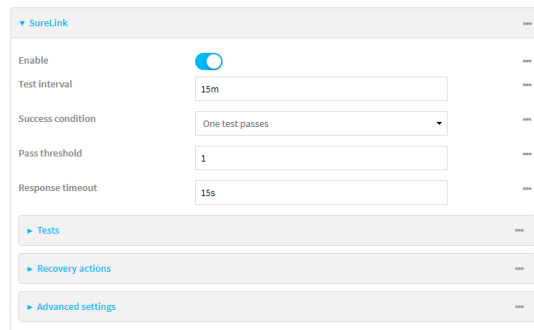 SureLink
Enable
Test interval
15m
Success condition
One test passes
Pass threshold
1
Response timeout
15s
Tests
Recovery actions
Advanced settings